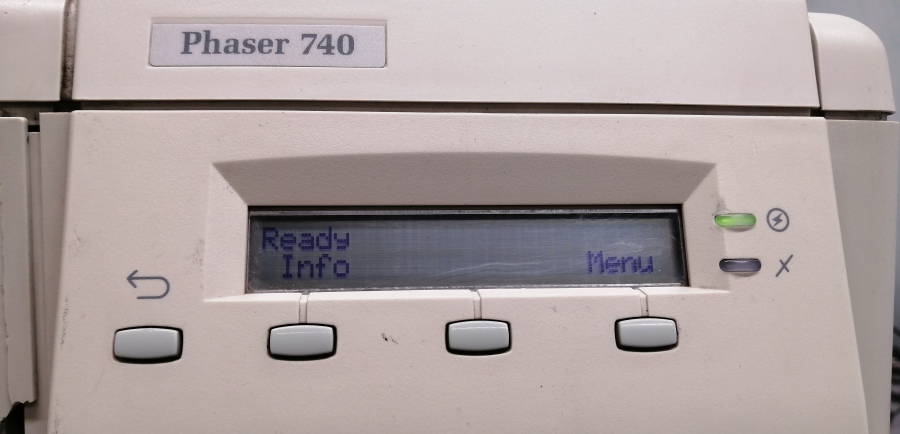 Phaser 740
Ready
Info Menu